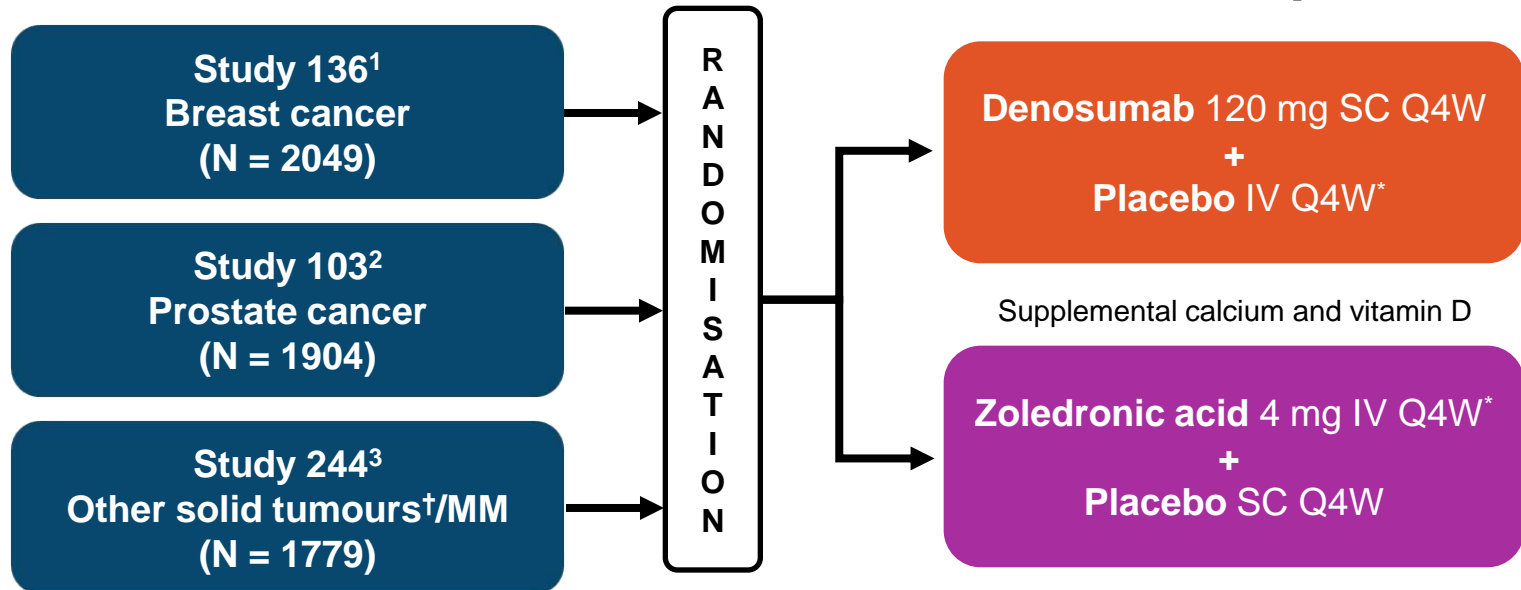 Study 136¹
Breast cancer
(N = 2049)
Study 103²
Prostate cancer
(N = 1904)
Study 244³
Other solid tumours†/MM
(N = 1779)
RANDOMISATION
Denosumab 120 mg SC Q4W
+
Placebo IV Q4W*
Supplemental calcium and vitamin D
Zoledronic acid 4 mg IV Q4W*
+
Placebo SC Q4W